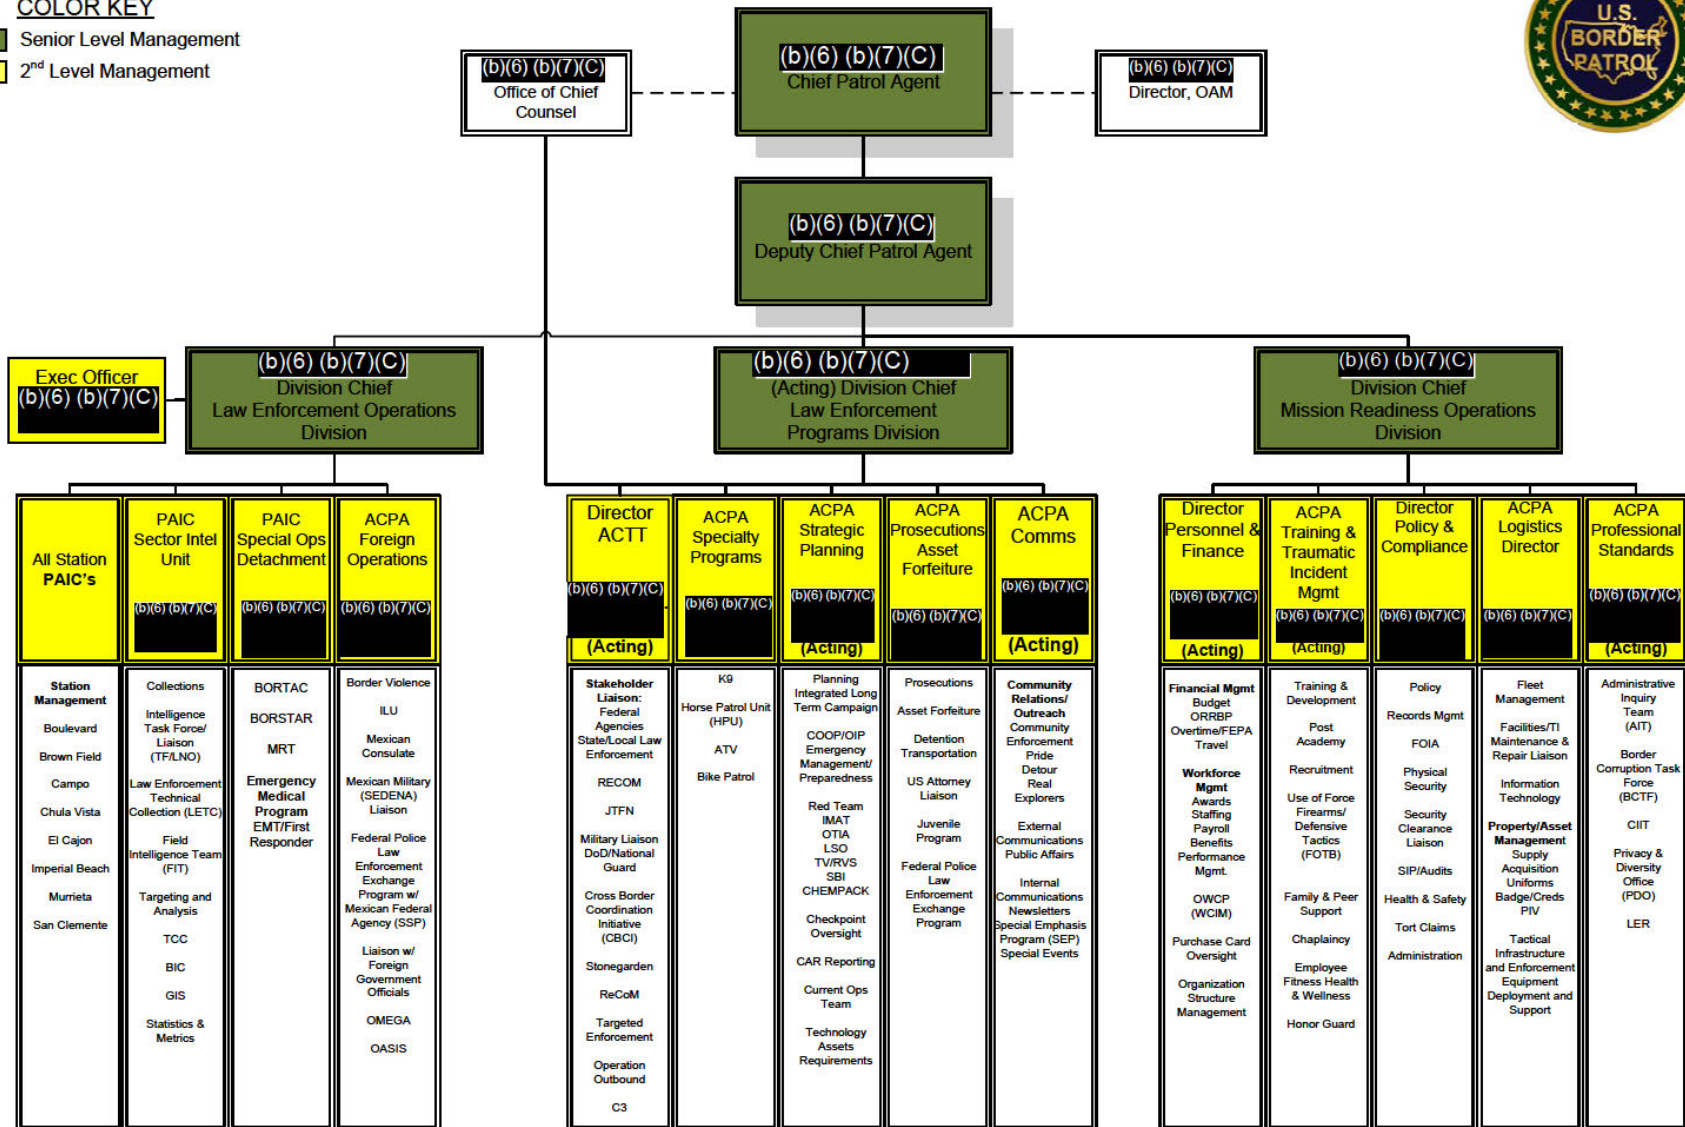 COLOR KEY
Senior Level Management
2nd Level Management
U.S.
BORDER
PATROL
(b)(6) (b)(7)(C)
Office of Chief
Counsel
(b)(6) (b)(7)(C)
Chief Patrol Agent
(b)(6) (b)(7)(C)
Director, OAM
(b)(6) (b)(7)(C)
Deputy Chief Patrol Agent
Exec Officer
(b)(6) (b)(7)(C)
(b)(6) (b)(7)(C)
Division Chief
Law Enforcement Operations
Division
(b)(6) (b)(7)(C)
(Acting) Division Chief
Law Enforcement
Programs Division
(b)(6) (b)(7)(C)
Division Chief
Mission Readiness Operations
Division
All Station
PAIC's
Station
Management
Boulevard
Brown Field
Campo
Chula Vista
El Cajon
Imperial Beach
Murrieta
San Clemente
PAIC
Sector Intel
Unit
(b)(6) (b)(7)(C)
Collections
Intelligence
Task Force/
Liaison
(TF/LNO)
Law Enforcement
Technical
Collection (LETC)
Field
Intelligence Team
(FIT)
Targeting and
Analysis
TCC
BIC
GIS
Statistics &
Metrics
PAIC
Special Ops
Detachment
(b)(6) (b)(7)(C)
BORTAC
BORSTAR
MRT
Emergency
Medical
Program
EMT/First
Responder
ACPA
Foreign
Operations
(b)(6) (b)(7)(C)
Border Violence
ILU
Mexican
Consulate
Mexican Military
(SEDENA)
Liaison
Federal Police
Law
Enforcement
Exchange
Program w/
Mexican Federal
Agency (SSP)
Liaison w/
Foreign
Government
Officials
OMEGA
OASIS
Director
ACTT
(b)(6) (b)(7)(C)
(Acting)
Stakeholder
Liaison:
Federal
Agencies
State/Local Law
Enforcement
RECOM
JTFN
Military Liaison
DoD/National
Guard
Cross Border
Coordination
Initiative
(CBCI)
Stonegarden
ReCoM
Targeted
Enforcement
Operation
Outbound
C3
ACPA
Specialty
Programs
(b)(6) (b)(7)(C)
K9
Horse Patrol Unit
(HPU)
ATV
Bike Patrol
ACPA
Strategic
Planning
(b)(6) (b)(7)(C)
(Acting)
Planning
Integrated Long
Term Campaign
COOP/OIP
Emergency
Management/
Preparedness
Red Team
IMAT
OTIA
LSO
TV/RVS
SBI
CHEMPACK
Checkpoint
Oversight
CAR Reporting
Current Ops
Team
Technology
Assets
Requirements
ACPA
Prosecutions
Asset
Forfeiture
(b)(6) (b)(7)(C)
Prosecutions
Asset Forfeiture
Detention
Transportation
US Attorney
Liaison
Juvenile
Program
Federal Police
Law
Enforcement
Exchange
Program
ACPA
Comms
(b)(6) (b)(7)(C)
(Acting)
Community
Relations/
Outreach
Community
Enforcement
Pride
Detour
Real
Explorers
External
Communications
Public Affairs
Internal
Communications
Newsletters
Special Emphasis
Program (SEP)
Special Events
Director
Personnel &
Finance
(b)(6) (b)(7)(C)
(Acting)
Financial Mgmt
Budget
ORRBP
Overtime/FEPA
Travel
Workforce
Mgmt
Awards
Staffing
Payroll
Benefits
Performance
Mgmt.
OWCP
(WCIM)
Purchase Card
Oversight
Organization
Structure
Management
ACPA
Training &
Traumatic
Incident
Mgmt
(b)(6) (b)(7)(C)
(Acting)
Training &
Development
Post
Academy
Recruitment
Use of Force
Firearms/
Defensive
Tactics
(FOTB)
Family & Peer
Support
Chaplaincy
Employee
Fitness Health
& Wellness
Honor Guard
Director
Policy &
Compliance
(b)(6) (b)(7)(C)
Policy
Records Mgmt
FOIA
Physical
Security
Security
Clearance
Liaison
SIP/Audits
Health & Safety
Tort Claims
Administration
ACPA
Logistics
Director
(b)(6) (b)(7)(C)
Fleet
Management
Facilities/TI
Maintenance &
Repair Liaison
Information
Technology
Property/Asset
Management
Supply
Acquisition
Uniforms
Badge/Creds
PIV
Tactical
Infrastructure
and Enforcement
Equipment
Deployment and
Support
ACPA
Professional
Standards
(b)(6) (b)(7)(C)
(Acting)
Administrative
Inquiry
Team
(AIT)
Border
Corruption Task
Force
(BCTF)
CIIT
Privacy &
Diversity
Office
(PDO)
LER